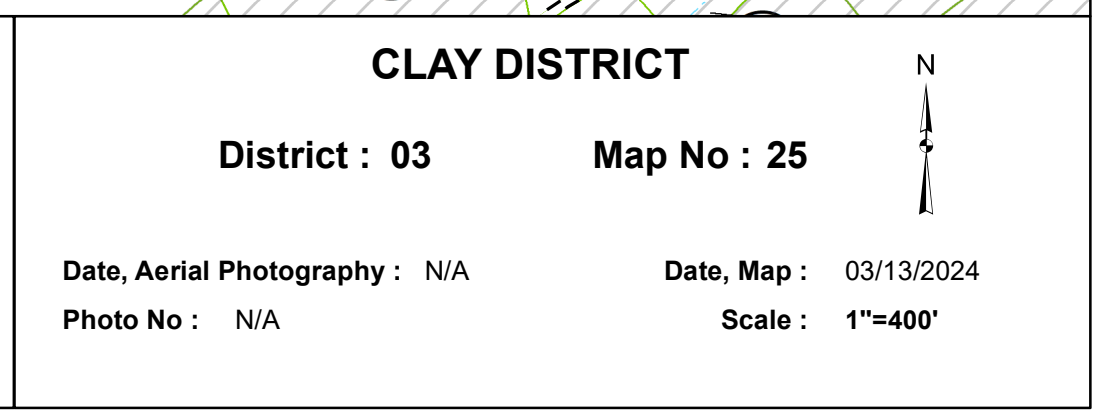 CLAY DISTRICT
N
District : 03 Map No : 25
Date, Aerial Photography : N/A Date, Map : 03/13/2024
Photo No : N/A Scale : 1"=400'